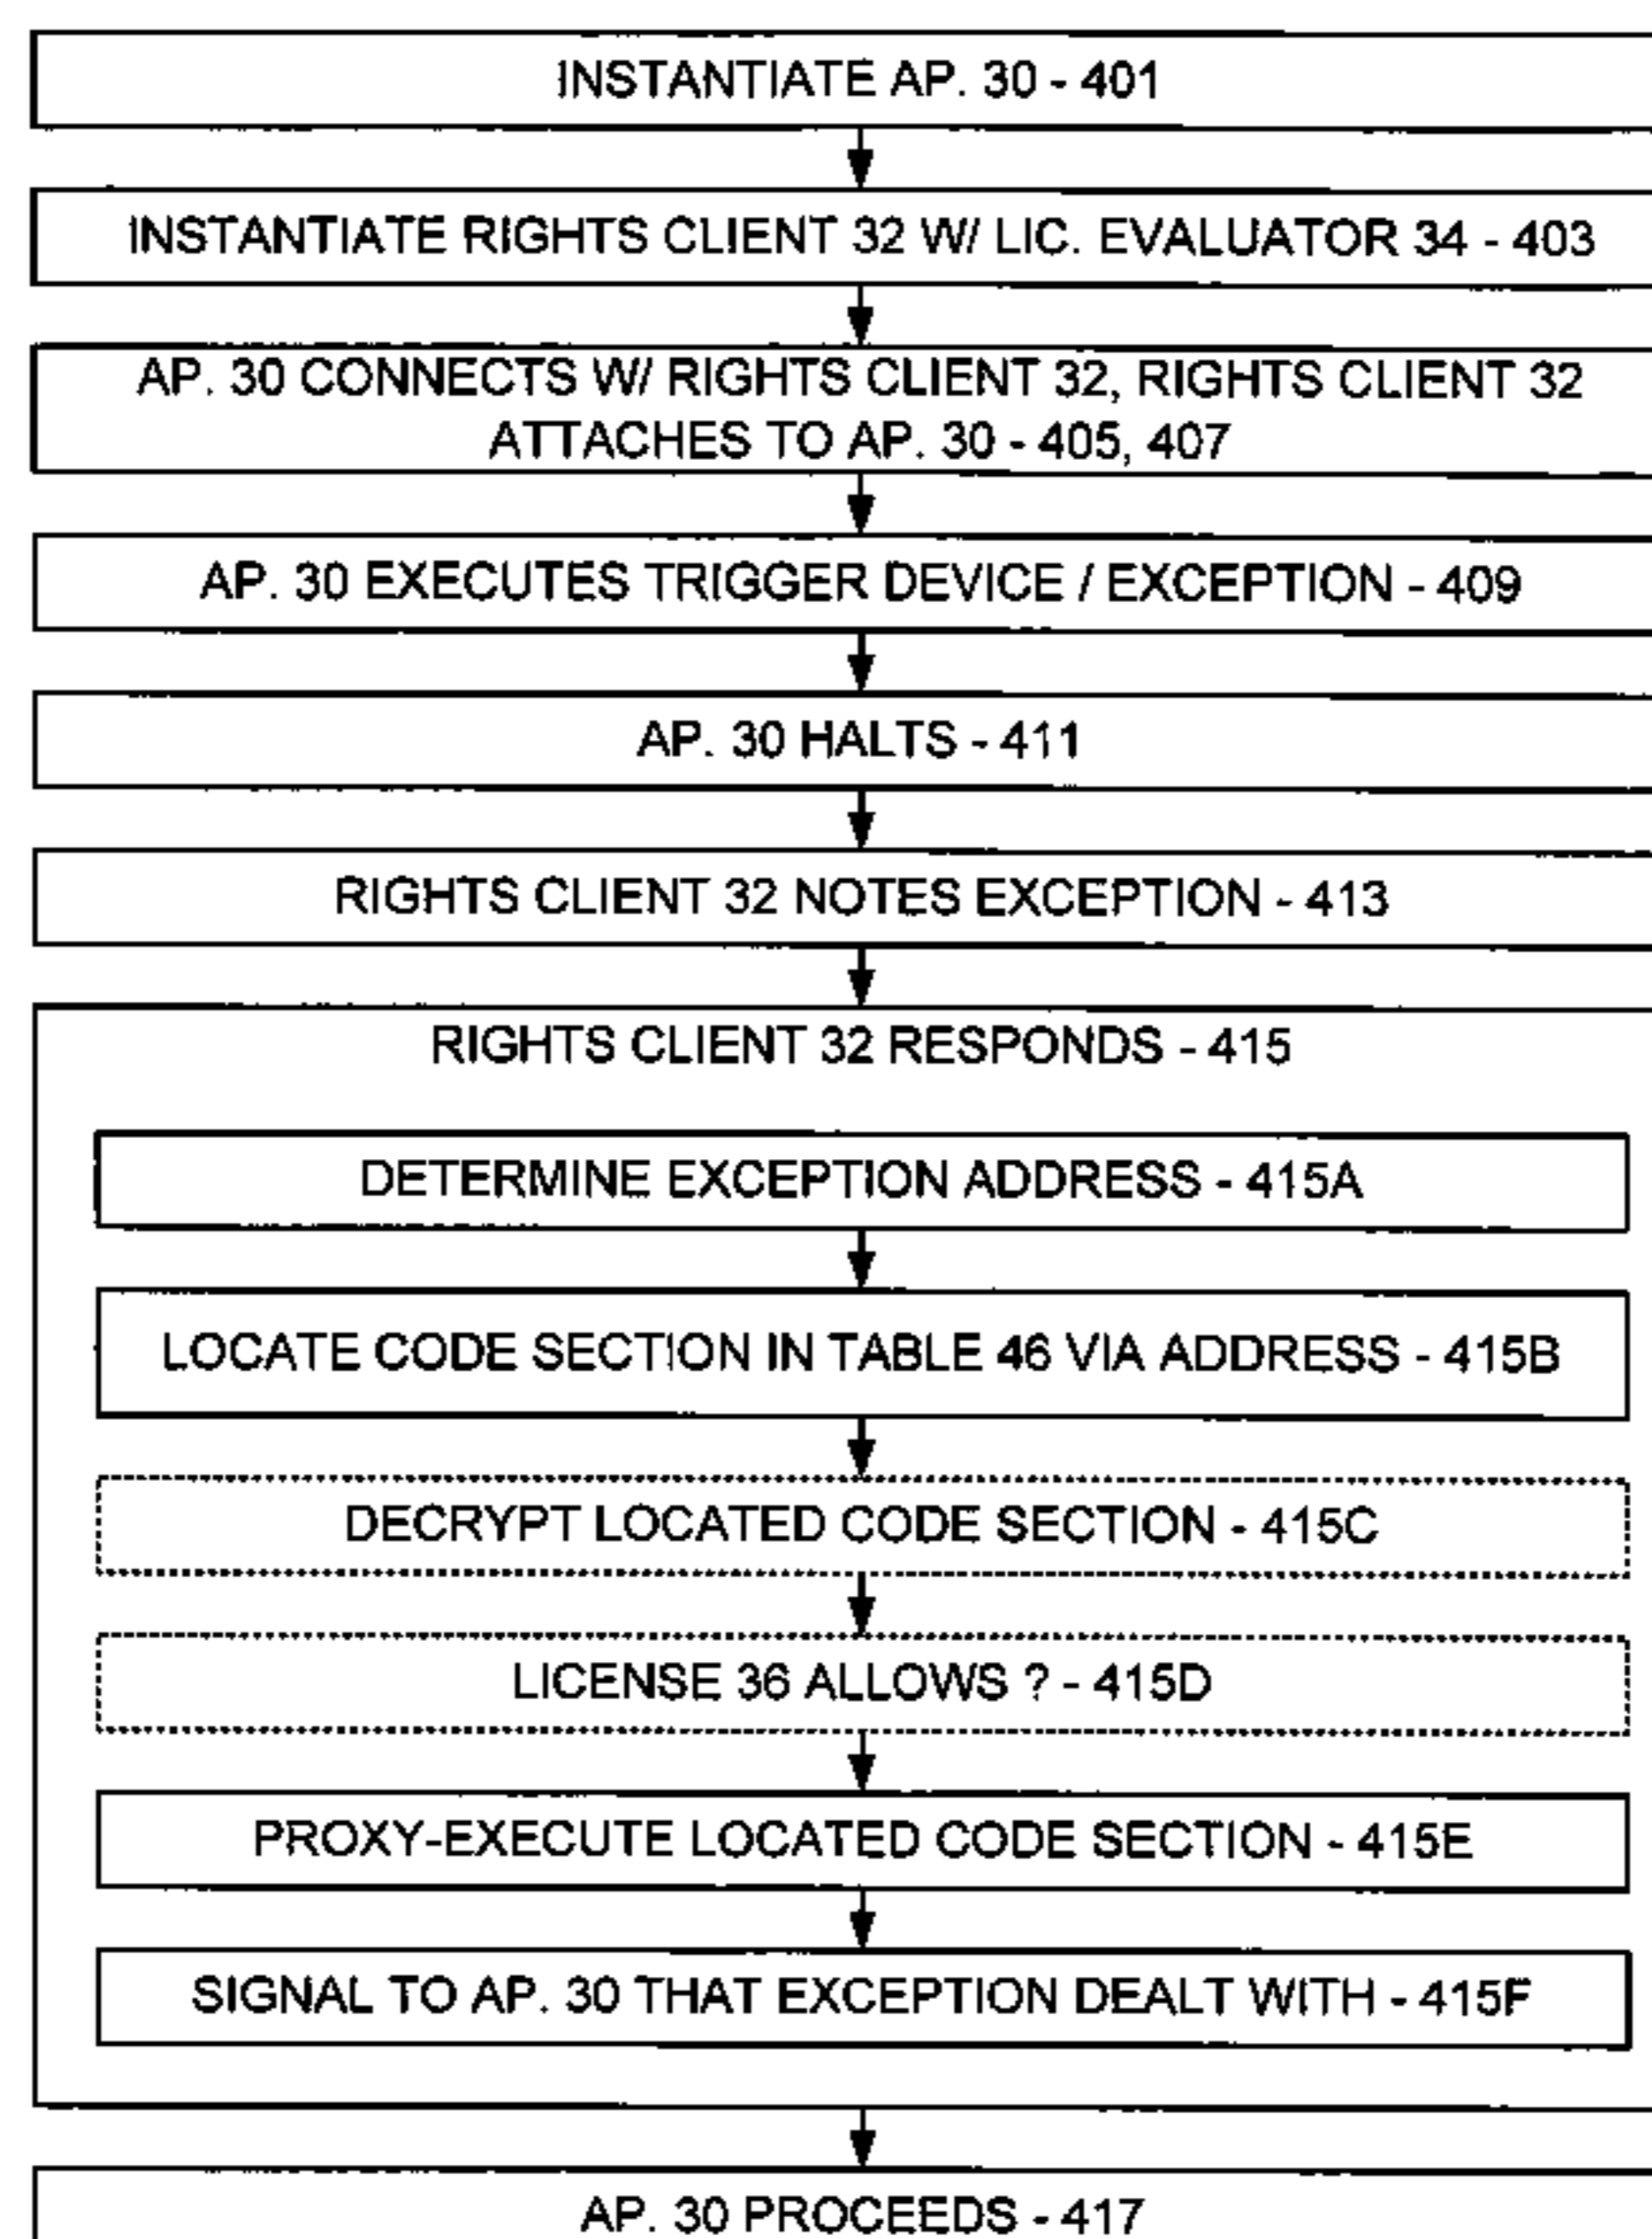 INSTANTIATE AP. 30 - 401
INSTANTIATE RIGHTS CLIENT 32 W/ LIC. EVALUATOR 34 - 403
AP. 30 CONNECTS W/ RIGHTS CLIENT 32, RIGHTS CLIENT 32
ATTACHES TO AP. 30 - 405, 407
AP. 30 EXECUTES TRIGGER DEVICE / EXCEPTION - 409
AP. 30 HALTS - 411
RIGHTS CLIENT 32 NOTES EXCEPTION - 413
RIGHTS CLIENT 32 RESPONDS - 415
DETERMINE EXCEPTION ADDRESS - 415A
LOCATE CODE SECTION IN TABLE 46 VIA ADDRESS - 415B
DECRYPT LOCATED CODE SECTION - 415C
LICENSE 36 ALLOWS ? - 415D
PROXY-EXECUTE LOCATED CODE SECTION - 415E
SIGNAL TO AP. 30 THAT EXCEPTION DEALT WITH - 415F
AP. 30 PROCEEDS - 417